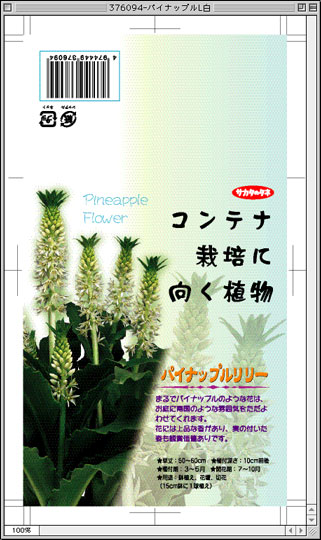 376094-パイナップルL白
4 974449 376094
Pineapple
Flower
サカタのタネ
コンテナ
栽培に
向く植物
パイナップルリリー
まるでパイナップルのような花は、
お庭に南国のような雰囲気をただよ
わせてくれます。
花には上品な香があり、実の付いた
姿も観賞価値ありです。
★草丈：50～60cm ★植付深さ：10cm前後
★植付期：3～5月 ★開花期：7～10月
★用途：鉢植え、花壇、切花
（15cm鉢に1球植え）
100%